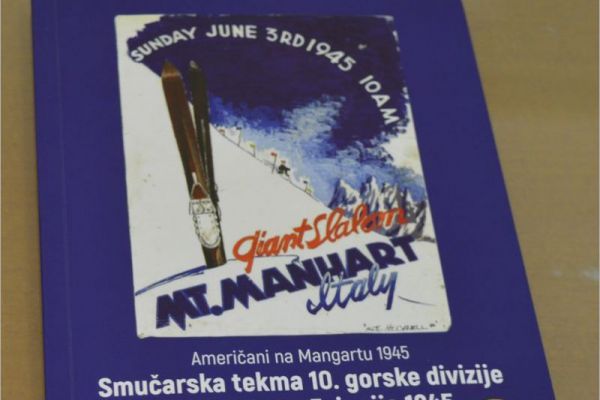 SUNDAY JUNE 3RD 1945 10AM
giant Slalom
MT. MANHART
Italy
Američani na Mangartu 1945
Smučarska tekma 10. gorske divizije
1945